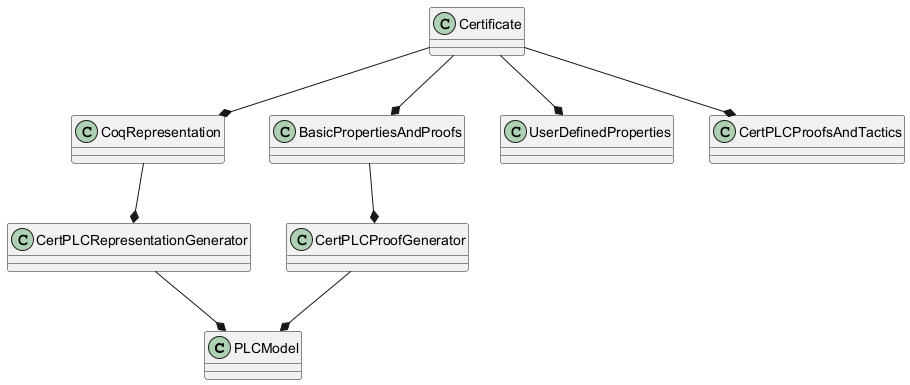 C Certificate
C CoqRepresentation
C BasicPropertiesAndProofs
C UserDefinedProperties
C CertPLCProofsAndTactics
C CertPLCRepresentationGenerator
C CertPLCProofGenerator
C PLCModel